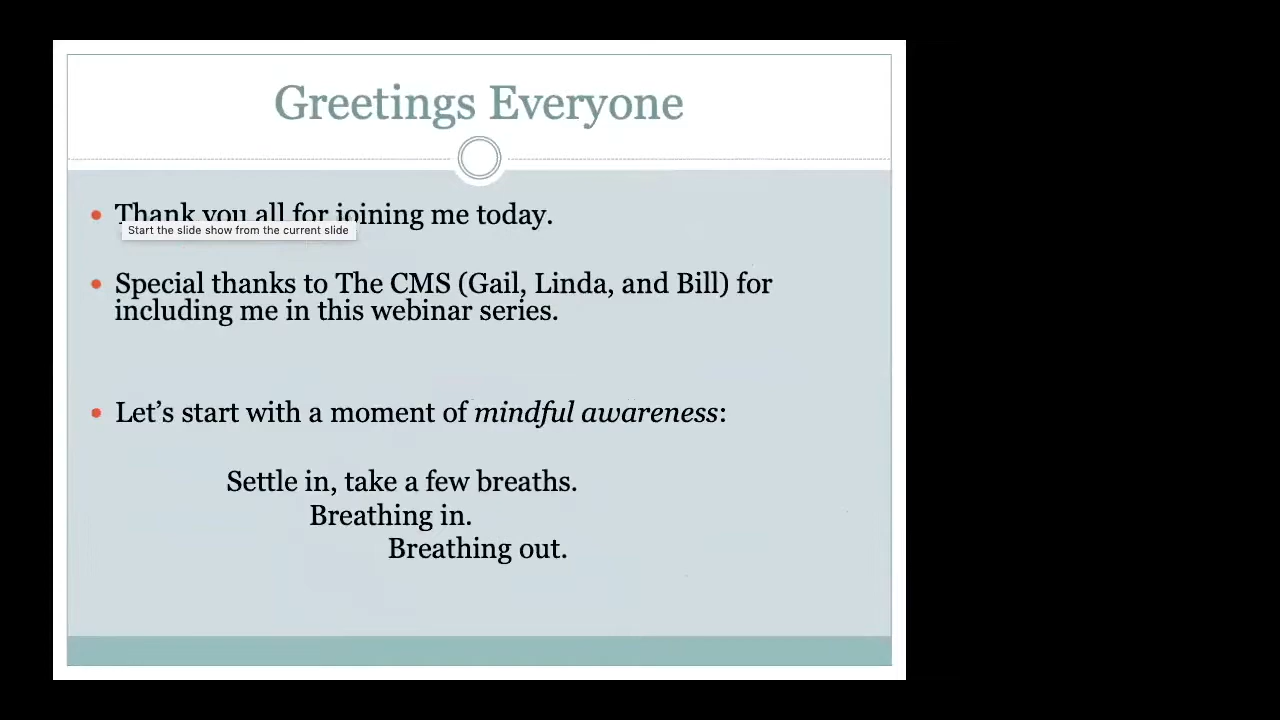 Greetings Everyone
Thank you all for joining me today.
Start the slide show from the current slide
Special thanks to The CMS (Gail, Linda, and Bill) for
including me in this webinar series.
Let’s start with a moment of mindful awareness:
Settle in, take a few breaths.
Breathing in.
Breathing out.